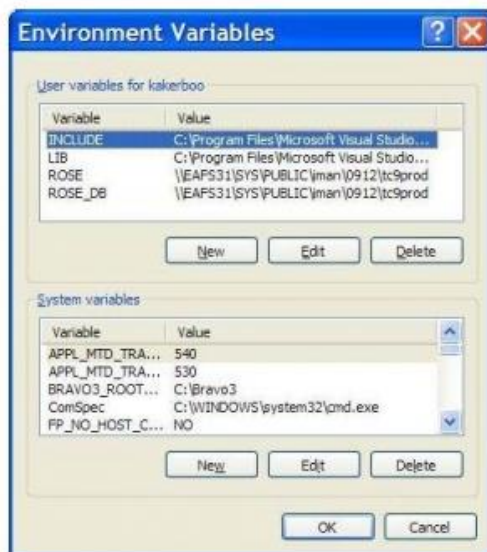 Environment Variables
User variables for kakerboo
Variable Value
INCLUDE C:\Program Files\Microsoft Visual Studio...
LIB C:\Program Files\Microsoft Visual Studio...
ROSE \\EAFS31\SYS\PUBLIC\iman\0912\tc9prod
ROSE_DB \\EAFS31\SYS\PUBLIC\iman\0912\tc9prod
New Edit Delete
System variables
Variable Value
APPL_MTD_TRA... 540
APPL_MTD_TRA... 530
BRAVO3_ROOT... C:\Bravo3
ComSpec C:\WINDOWS\system32\cmd.exe
FP_NO_HOST_C... NO
New Edit Delete
OK Cancel